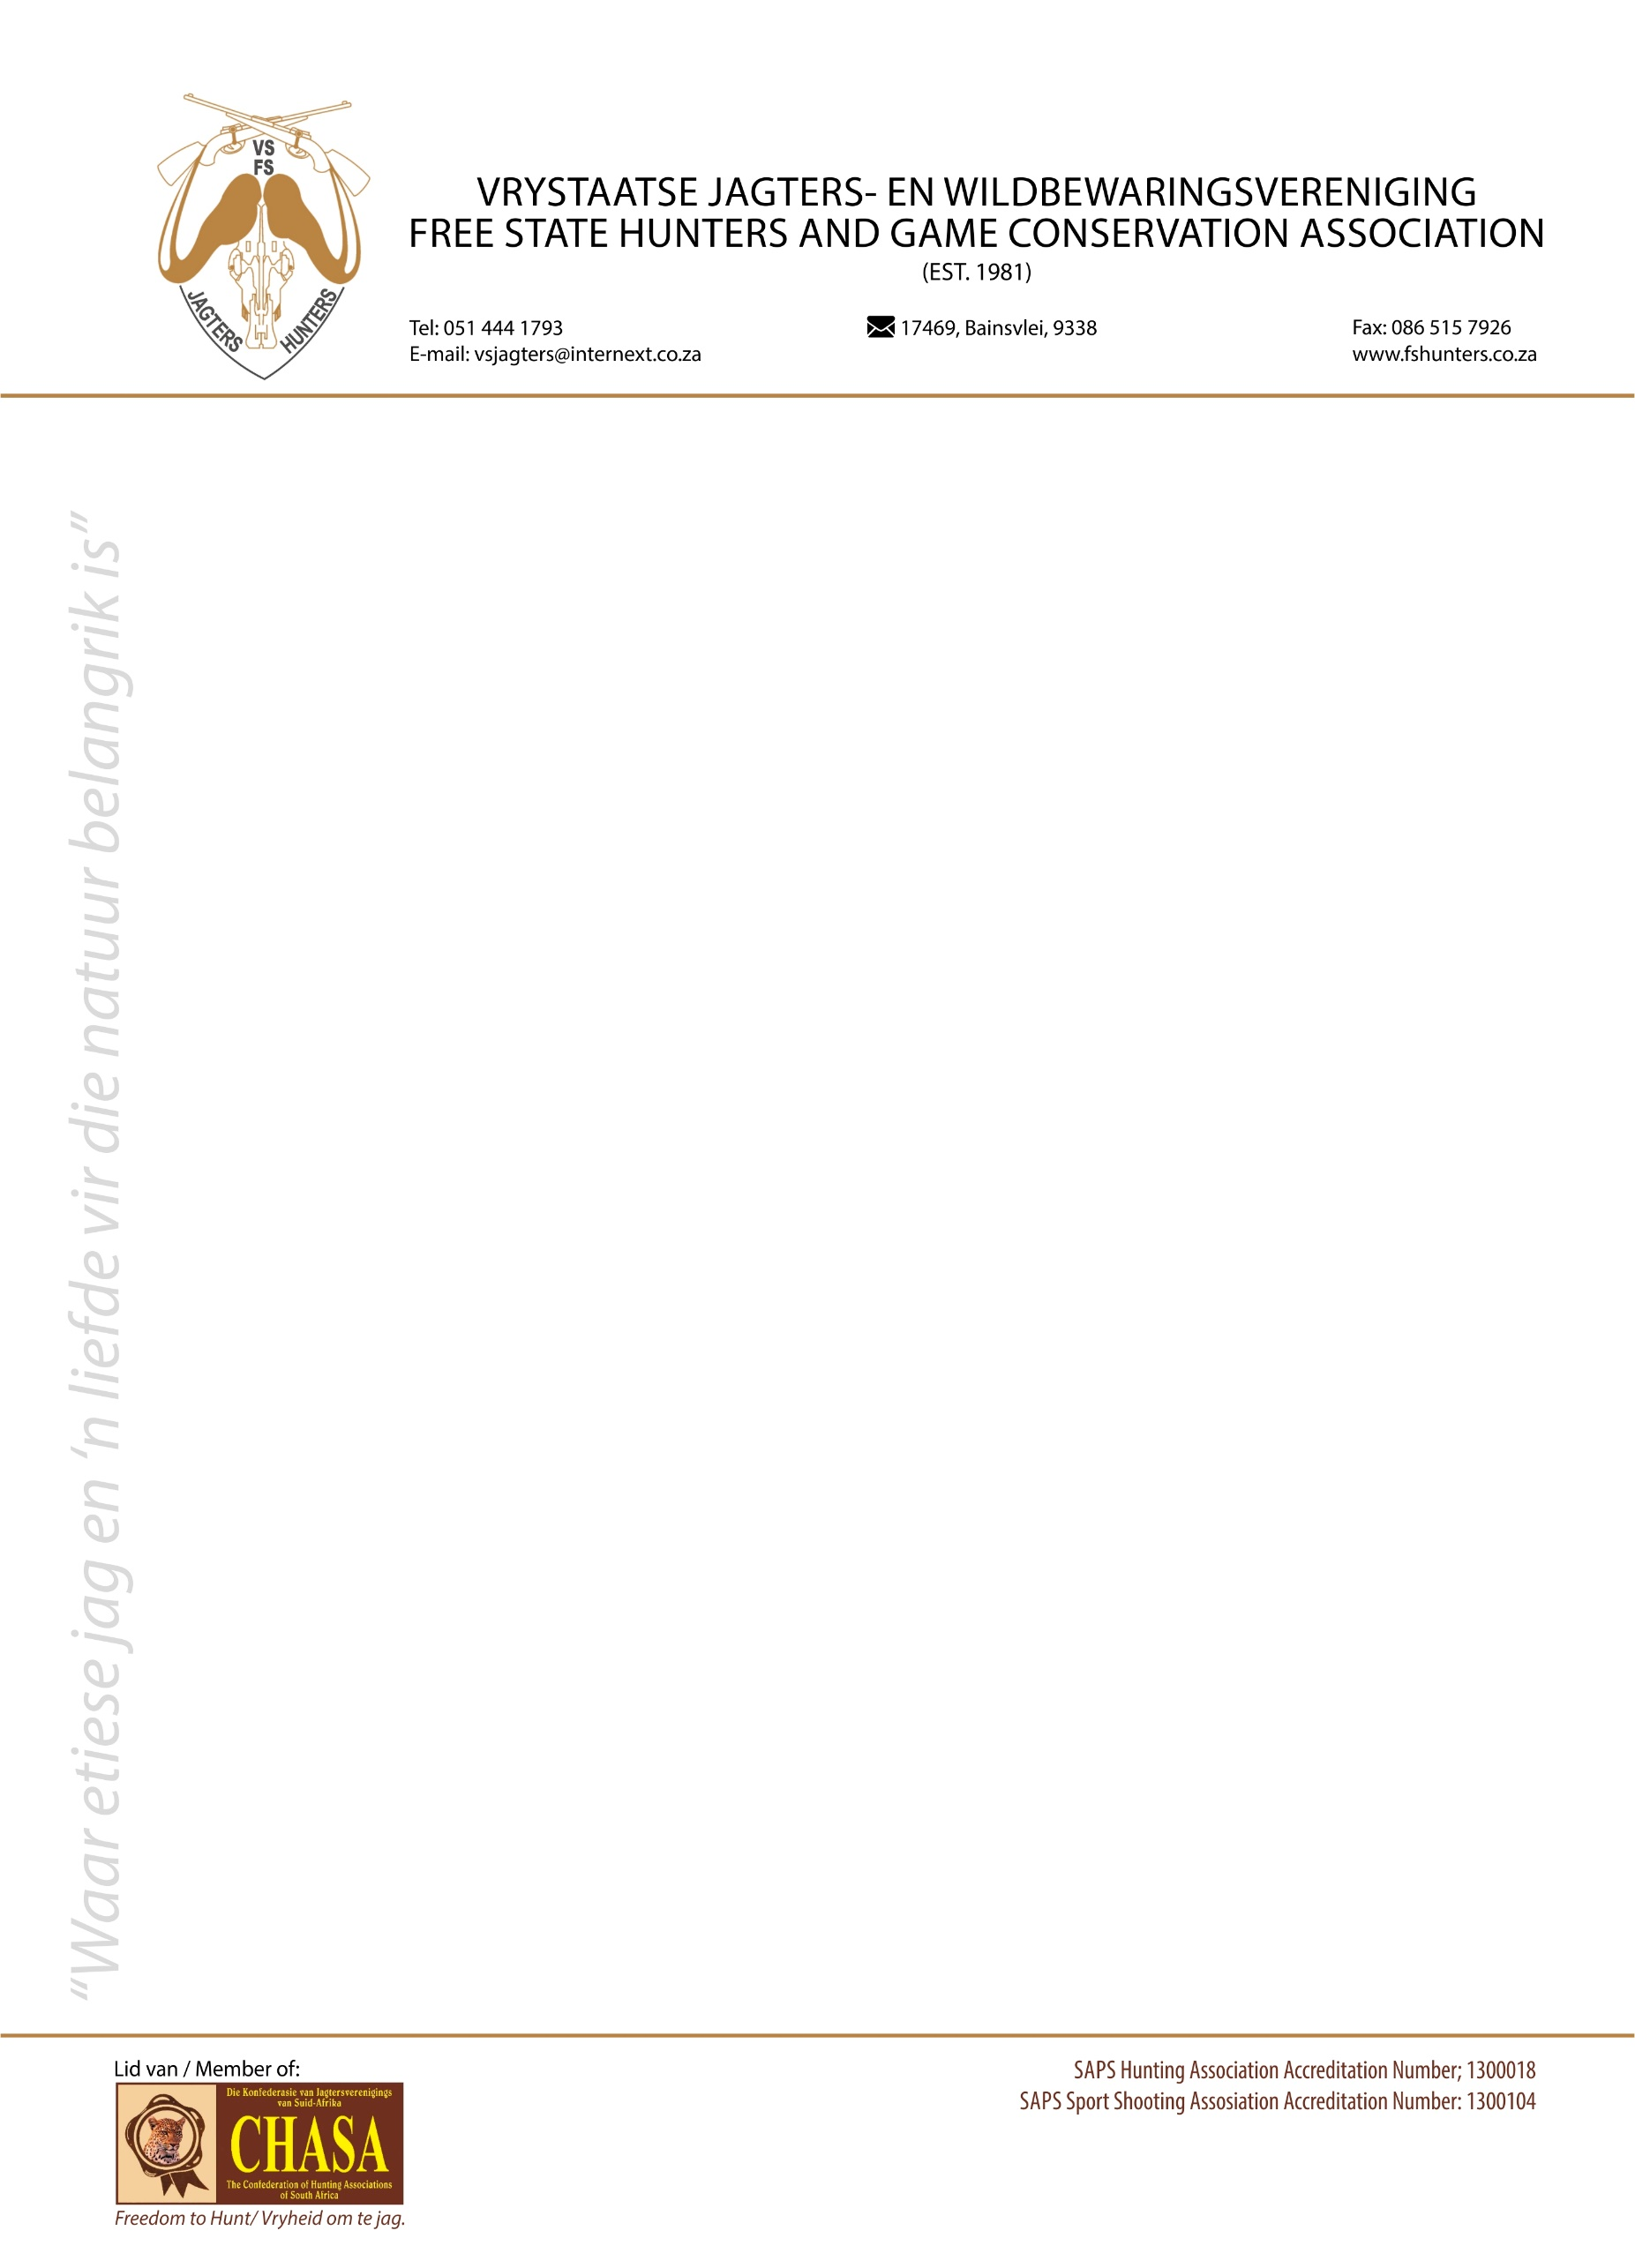 VS
FS
JAGTERS HUNTERS
VRYSTAATSE JAGTERS- EN WILDBEWARINGSVERENIGING
FREE STATE HUNTERS AND GAME CONSERVATION ASSOCIATION
(EST. 1981)
Tel: 051 444 1793
E-mail: vsjagters@internext.co.za
17469, Bainsvlei, 9338
Fax: 086 515 7926
www.fshunters.co.za
“Waar etiese jag en ‘n liefde vir die natuur belangrik is”
Lid van / Member of:
Die Konfederasie van Jagtersverenigings
van Suid-Afrika
CHASA
The Confederation of Hunting Associations
of South Africa
Freedom to Hunt/ Vryheid om te jag.
SAPS Hunting Association Accreditation Number; 1300018
SAPS Sport Shooting Assosiation Accreditation Number: 1300104